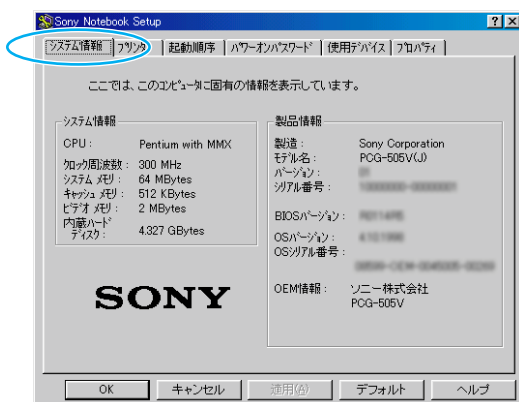 Sony Notebook Setup
システム情報 プリンタ 起動順序 パワーオンパスワード 使用デバイス プロパティ
ここでは、このコンピュータに固有の情報を表示しています。
システム情報
CPU： Pentium with MMX
クロック周波数： 300 MHz
システム メモリ： 64 MBytes
キャッシュ メモリ： 512 KBytes
ビデオ メモリ： 2 MBytes
内蔵ハード
ディスク： 4.327 GBytes
SONY
製品情報
製造： Sony Corporation
モデル名： PCG-505V(J)
バージョン：
シリアル番号：
BIOSバージョン：
OSバージョン：
OSシリアル番号：
OEM情報： ソニー株式会社
PCG-505V
OK キャンセル 適用(A) デフォルト ヘルプ